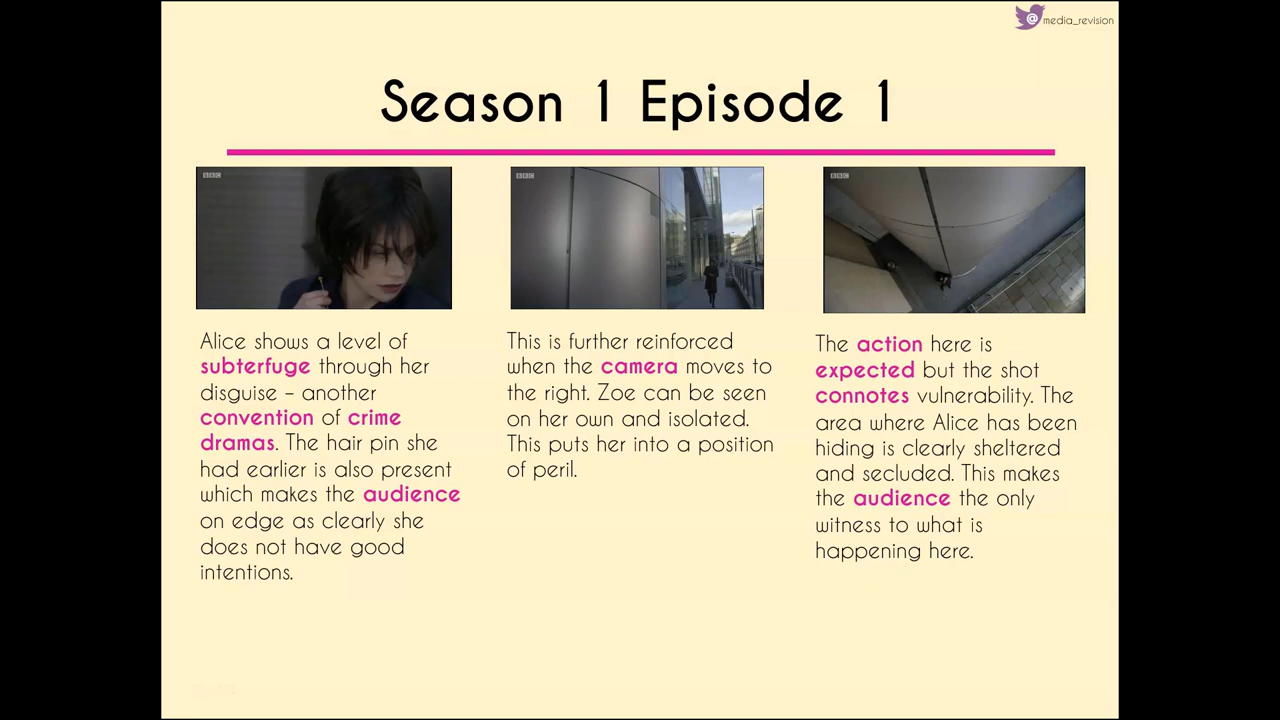 @media_revision
Season 1 Episode 1
BBC
BBC
BBC
Alice shows a level of
subterfuge through her
disguise – another
convention of crime
dramas. The hair pin she
had earlier is also present
which makes the audience
on edge as clearly she
does not have good
intentions.
This is further reinforced
when the camera moves to
the right. Zoe can be seen
on her own and isolated.
This puts her into a position
of peril.
The action here is
expected but the shot
connotes vulnerability. The
area where Alice has been
hiding is clearly sheltered
and secluded. This makes
the audience the only
witness to what is
happening here.